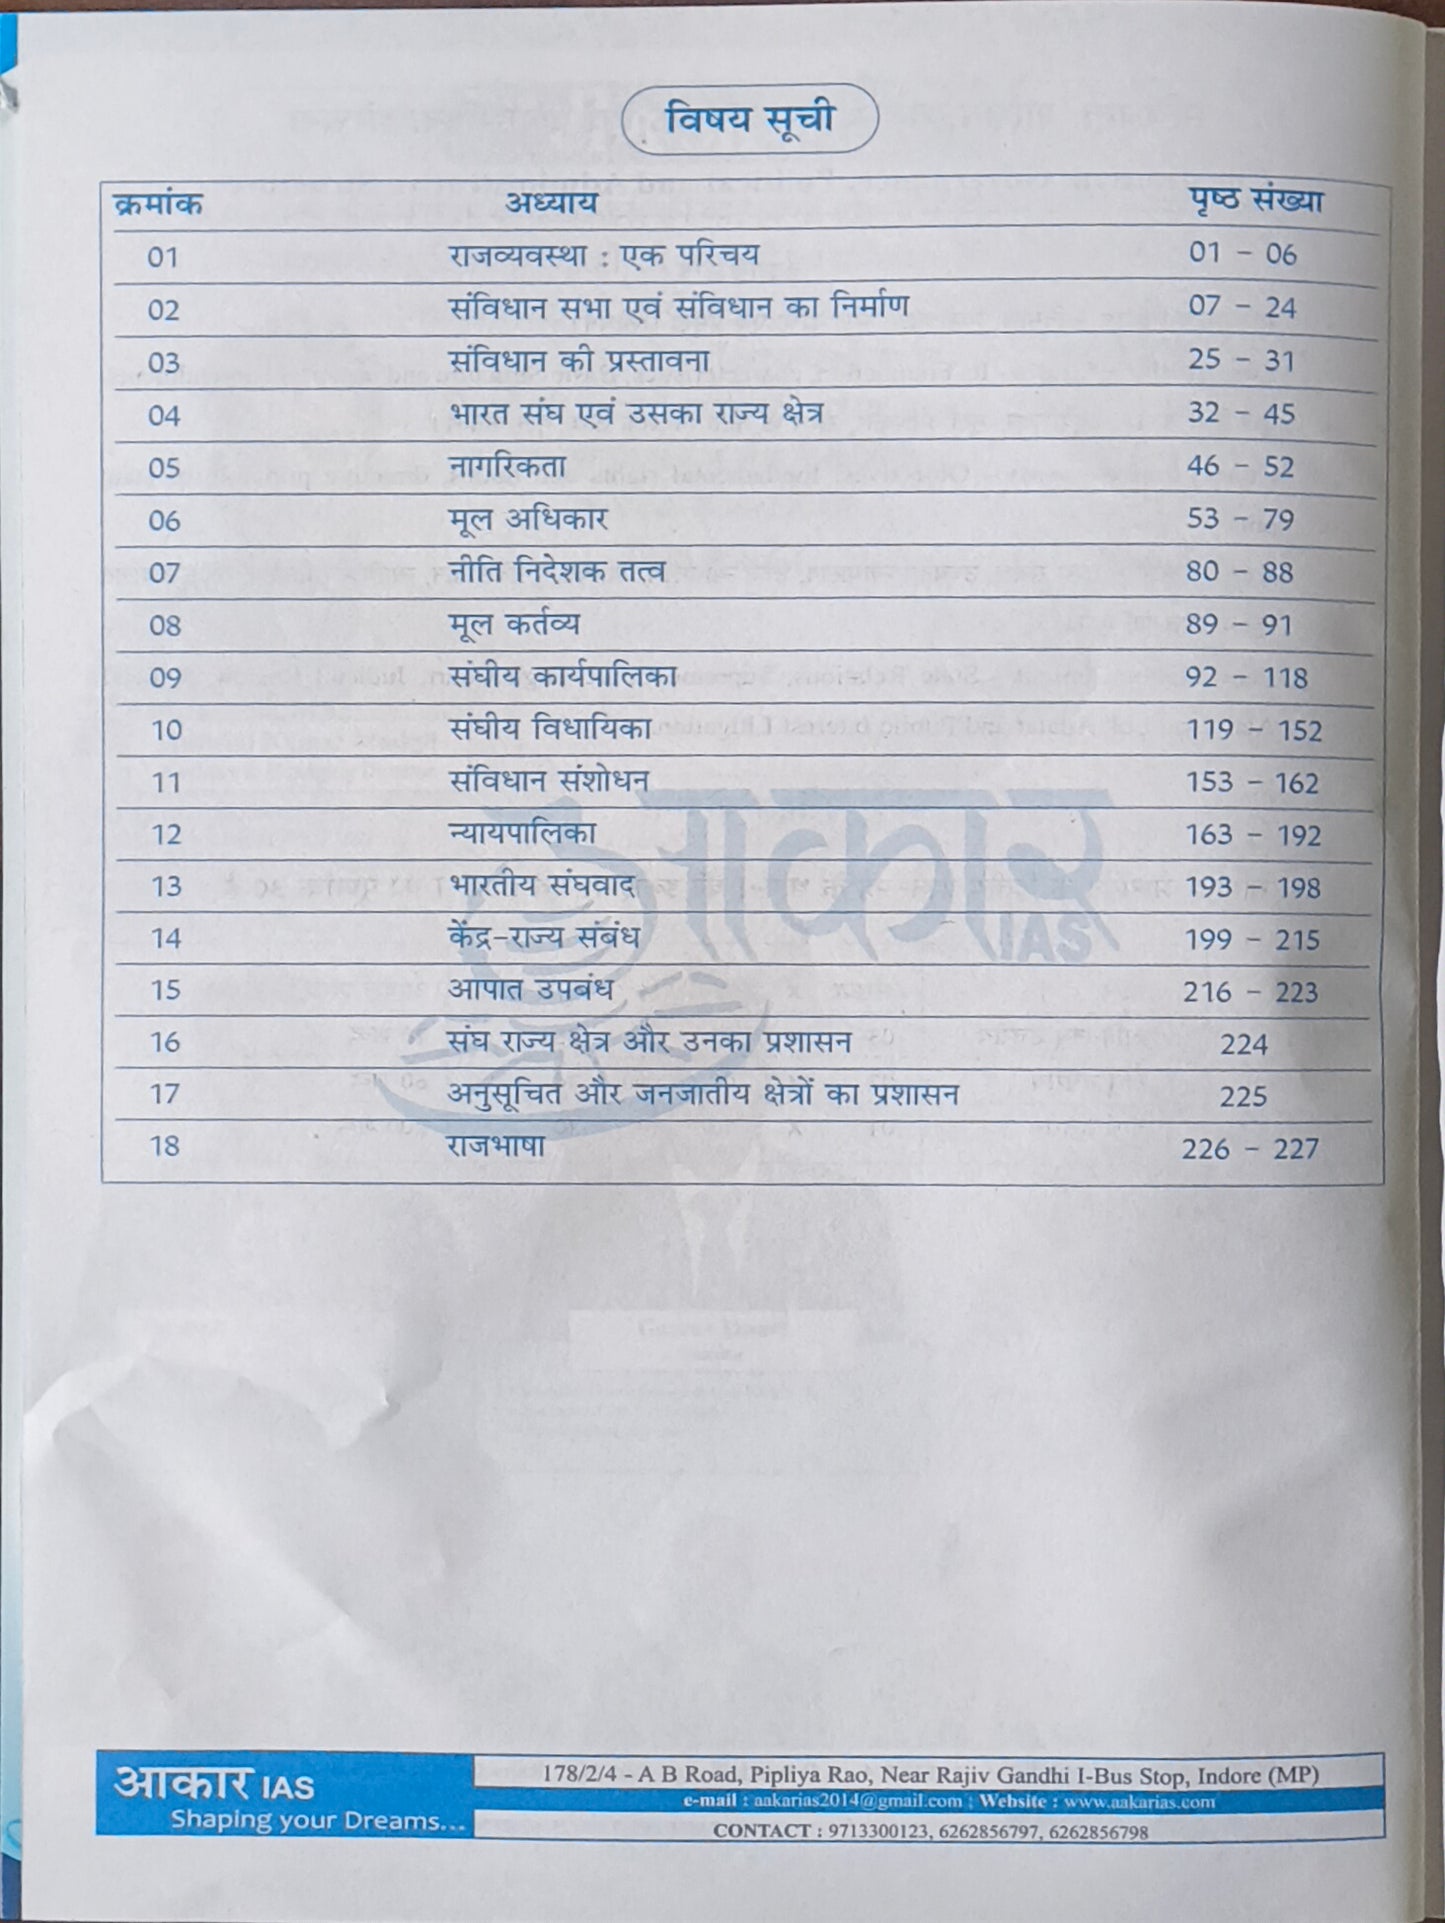 विषय सूची
क्रमांक अध्याय पृष्ठ संख्या
01 राजव्यवस्था : एक परिचय 01 – 06
02 संविधान सभा एवं संविधान का निर्माण 07 – 24
03 संविधान की प्रस्तावना 25 – 31
04 भारत संघ एवं उसका राज्य क्षेत्र 32 – 45
05 नागरिकता 46 – 52
06 मूल अधिकार 53 – 79
07 नीति निदेशक तत्व 80 – 88
08 मूल कर्तव्य 89 – 91
09 संघीय कार्यपालिका 92 – 118
10 संघीय विधायिका 119 – 152
11 संविधान संशोधन 153 – 162
12 न्यायपालिका 163 – 192
13 भारतीय संघवाद 193 – 198
14 केंद्र–राज्य संबंध 199 – 215
15 आपात उपबंध 216 – 223
16 संघ राज्य क्षेत्र और उनका प्रशासन 224
17 अनुसूचित और जनजातीय क्षेत्रों का प्रशासन 225
18 राजभाषा 226 – 227
आकार
IAS
आकार IAS
Shaping your Dreams...
178/2/4 - A B Road, Pipliya Rao, Near Rajiv Gandhi I-Bus Stop, Indore (MP)
e-mail : aakarias2014@gmail.com ; Website : www.aakarias.com
CONTACT : 9713300123, 6262856797, 6262856798